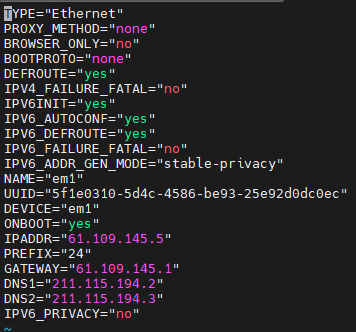 TYPE="Ethernet"
PROXY_METHOD="none"
BROWSER_ONLY="no"
BOOTPROTO="none"
DEFROUTE="yes"
IPV4_FAILURE_FATAL="no"
IPV6INIT="yes"
IPV6_AUTOCONF="yes"
IPV6_DEFROUTE="yes"
IPV6_FAILURE_FATAL="no"
IPV6_ADDR_GEN_MODE="stable-privacy"
NAME="em1"
UUID="5f1e0310-5d4c-4586-be93-25e92d0dc0ec"
DEVICE="em1"
ONBOOT="yes"
IPADDR="61.109.145.5"
PREFIX="24"
GATEWAY="61.109.145.1"
DNS1="211.115.194.2"
DNS2="211.115.194.3"
IPV6_PRIVACY="no"
~